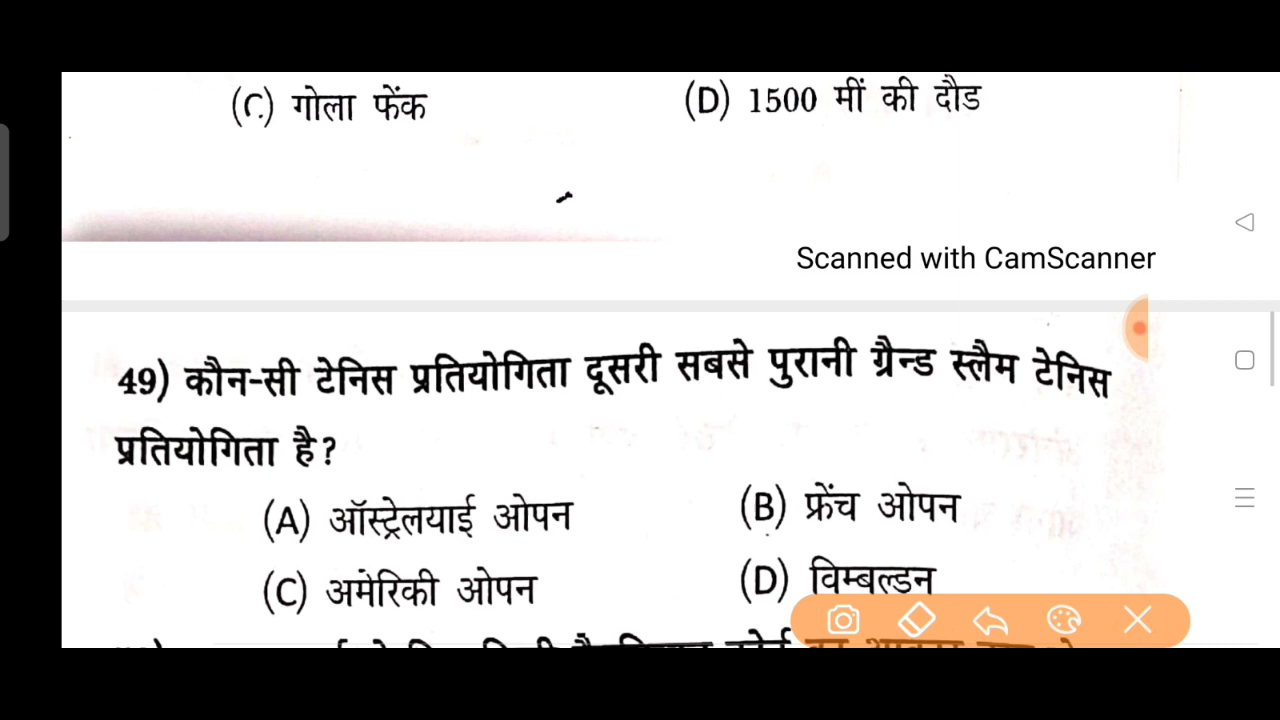 (C) गोला फेंक (D) 1500 मीं की दौड
Scanned with CamScanner
49) कौन-सी टेनिस प्रतियोगिता दूसरी सबसे पुरानी ग्रैन्ड स्लैम टेनिस
प्रतियोगिता है?
(A) ऑस्ट्रेलयाई ओपन (B) फ्रेंच ओपन
(C) अमेरिकी ओपन (D) विम्बल्डन